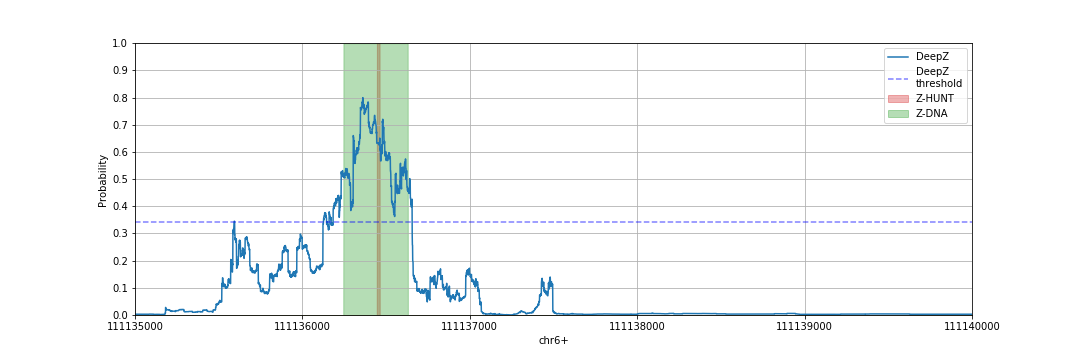 1.0
0.9
0.8
0.7
0.6
0.5
0.4
0.3
0.2
0.1
0.0
Probability
DeepZ
DeepZ
threshold
Z-HUNT
Z-DNA
111135000
111136000
111137000
111138000
111139000
111140000
chr6+